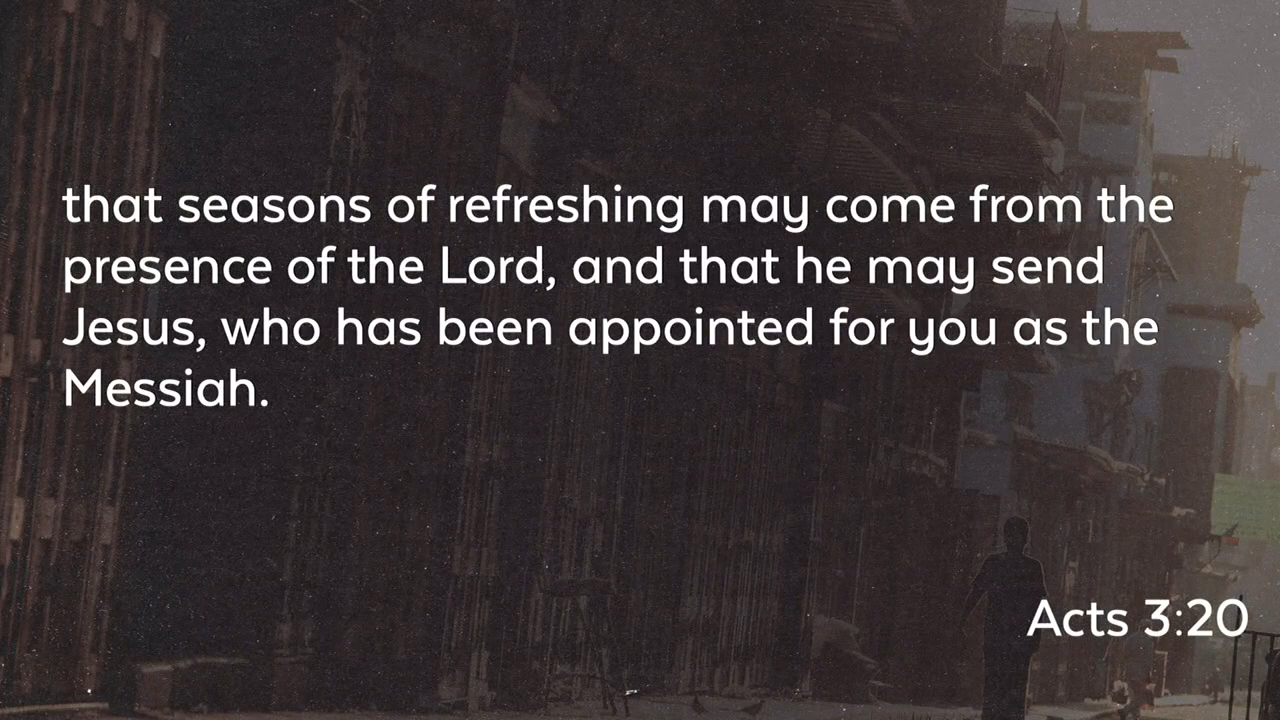 that seasons of refreshing may come from the
presence of the Lord, and that he may send
Jesus, who has been appointed for you as the
Messiah.
Acts 3:20